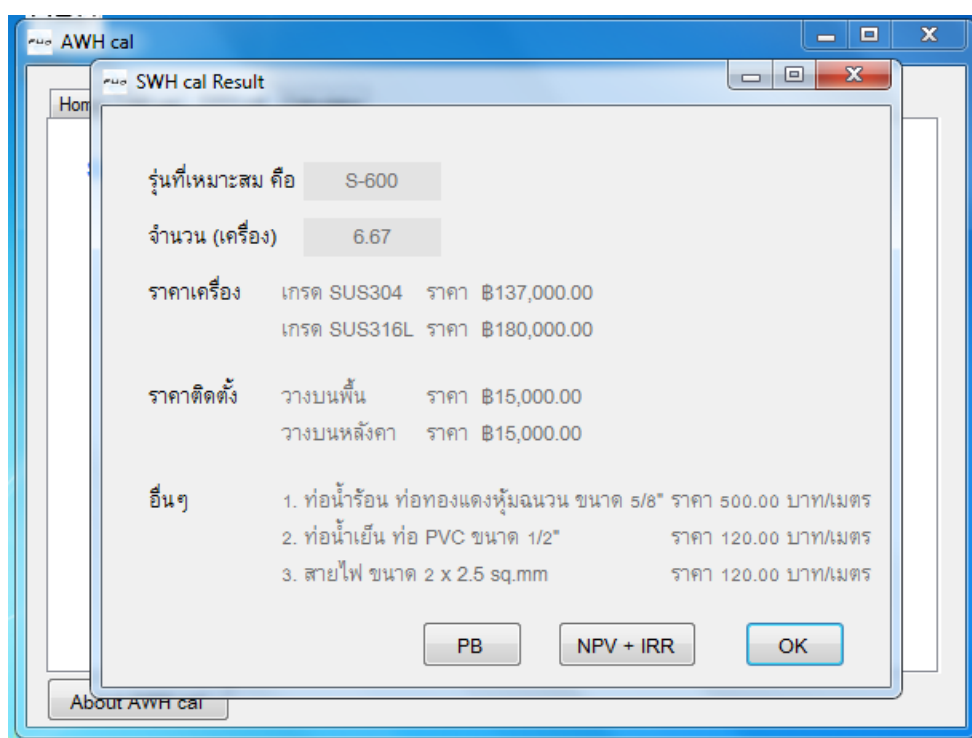 AWH cal
SWH cal Result
รุ่นที่เหมาะสม คือ S-600
จำนวน (เครื่อง) 6.67
ราคาเครื่อง เกรด SUS304 ราคา ฿137,000.00
เกรด SUS316L ราคา ฿180,000.00
ราคาติดตั้ง วางบนพื้น ราคา ฿15,000.00
วางบนหลังคา ราคา ฿15,000.00
อื่นๆ 1. ท่อน้ำร้อน ท่อทองแดงหุ้มฉนวน ขนาด 5/8" ราคา 500.00 บาท/เมตร
2. ท่อน้ำเย็น ท่อ PVC ขนาด 1/2" ราคา 120.00 บาท/เมตร
3. สายไฟ ขนาด 2 x 2.5 sq.mm ราคา 120.00 บาท/เมตร
PB NPV + IRR OK
About AWH cal